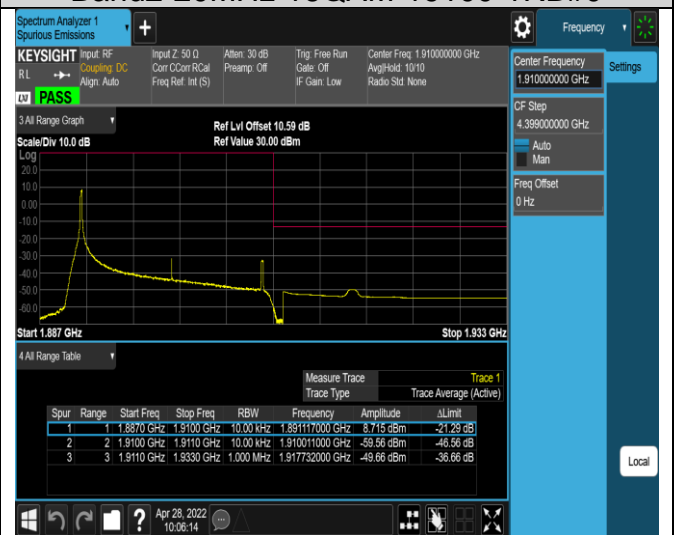 Spectrum Analyzer 1
Spurious Emissions
+
Frequency
KEYSIGHT Input: RF
R L
Coupling: DC
Align: Auto
LXI PASS
Input Z: 50 Ω
Corr CCorr RCal
Freq Ref: Int (S)
Atten: 30 dB
Preamp: Off
Trig: Free Run
Gate: Off
IF Gain: Low
Center Freq: 1.910000000 GHz
Avg|Hold: 10/10
Radio Std: None
Center Frequency
1.910000000 GHz
Settings
CF Step
4.399000000 GHz
Auto
Man
Freq Offset
0 Hz
3 All Range Graph
Scale/Div 10.0 dB
Ref Lvl Offset 10.59 dB
Ref Value 30.00 dBm
Log
20.0
10.0
0.00
-10.0
-20.0
-30.0
-40.0
-50.0
-60.0
Start 1.887 GHz
Stop 1.933 GHz
4 All Range Table
Measure Trace Trace 1
Trace Type Trace Average (Active)
Spur Range Start Freq Stop Freq RBW Frequency Amplitude ΔLimit
1 1 1.8870 GHz 1.9100 GHz 10.00 kHz 1.891117000 GHz 8.715 dBm -21.29 dB
2 2 1.9100 GHz 1.9110 GHz 10.00 kHz 1.910011000 GHz -59.56 dBm -46.56 dB
3 3 1.9110 GHz 1.9330 GHz 1.000 MHz 1.917732000 GHz -49.66 dBm -36.66 dB
Local
?
Apr 28, 2022
10:06:14